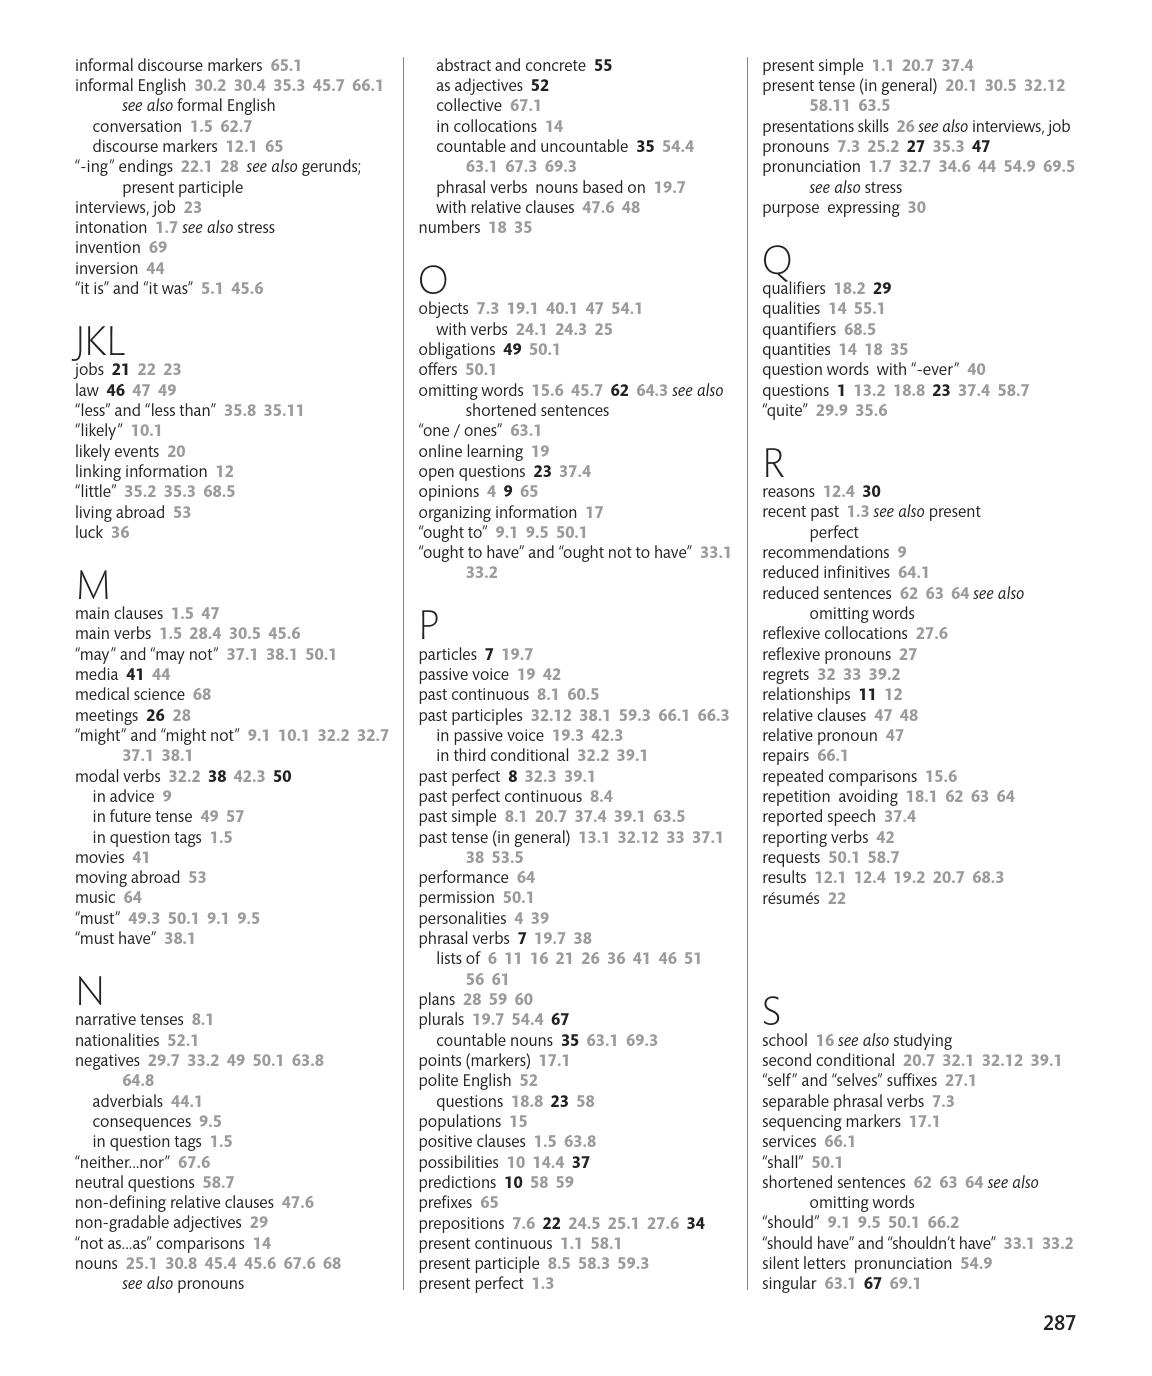 informal discourse markers 65.1
informal English 30.2 30.4 35.3 45.7 66.1
see also formal English
conversation 1.5 62.7
discourse markers 12.1 65
“-ing” endings 22.1 28 see also gerunds;
present participle
interviews, job 23
intonation 1.7 see also stress
invention 69
inversion 44
“it is” and “it was” 5.1 45.6
JKL
jobs 21 22 23
law 46 47 49
“less” and “less than” 35.8 35.11
“likely” 10.1
likely events 20
linking information 12
“little” 35.2 35.3 68.5
living abroad 53
luck 36
M
main clauses 1.5 47
main verbs 1.5 28.4 30.5 45.6
“may” and “may not” 37.1 38.1 50.1
media 41 44
medical science 68
meetings 26 28
“might” and “might not” 9.1 10.1 32.2 32.7
37.1 38.1
modal verbs 32.2 38 42.3 50
in advice 9
in future tense 49 57
in question tags 1.5
movies 41
moving abroad 53
music 64
“must” 49.3 50.1 9.1 9.5
“must have” 38.1
N
narrative tenses 8.1
nationalities 52.1
negatives 29.7 33.2 49 50.1 63.8
64.8
adverbials 44.1
consequences 9.5
in question tags 1.5
“neither...nor” 67.6
neutral questions 58.7
non-defining relative clauses 47.6
non-gradable adjectives 29
“not as...as” comparisons 14
nouns 25.1 30.8 45.4 45.6 67.6 68
see also pronouns
abstract and concrete 55
as adjectives 52
collective 67.1
in collocations 14
countable and uncountable 35 54.4
63.1 67.3 69.3
phrasal verbs nouns based on 19.7
with relative clauses 47.6 48
numbers 18 35
O
objects 7.3 19.1 40.1 47 54.1
with verbs 24.1 24.3 25
obligations 49 50.1
offers 50.1
omitting words 15.6 45.7 62 64.3 see also
shortened sentences
“one / ones” 63.1
online learning 19
open questions 23 37.4
opinions 4 9 65
organizing information 17
“ought to” 9.1 9.5 50.1
“ought to have” and “ought not to have” 33.1
33.2
P
particles 7 19.7
passive voice 19 42
past continuous 8.1 60.5
past participles 32.12 38.1 59.3 66.1 66.3
in passive voice 19.3 42.3
in third conditional 32.2 39.1
past perfect 8 32.3 39.1
past perfect continuous 8.4
past simple 8.1 20.7 37.4 39.1 63.5
past tense (in general) 13.1 32.12 33 37.1
38 53.5
performance 64
permission 50.1
personalities 4 39
phrasal verbs 7 19.7 38
lists of 6 11 16 21 26 36 41 46 51
56 61
plans 28 59 60
plurals 19.7 54.4 67
countable nouns 35 63.1 69.3
points (markers) 17.1
polite English 52
questions 18.8 23 58
populations 15
positive clauses 1.5 63.8
possibilities 10 14.4 37
predictions 10 58 59
prefixes 65
prepositions 7.6 22 24.5 25.1 27.6 34
present continuous 1.1 58.1
present participle 8.5 58.3 59.3
present perfect 1.3
present simple 1.1 20.7 37.4
present tense (in general) 20.1 30.5 32.12
58.11 63.5
presentations skills 26 see also interviews, job
pronouns 7.3 25.2 27 35.3 47
pronunciation 1.7 32.7 34.6 44 54.9 69.5
see also stress
purpose expressing 30
Q
qualifiers 18.2 29
qualities 14 55.1
quantifiers 68.5
quantities 14 18 35
question words with “-ever” 40
questions 1 13.2 18.8 23 37.4 58.7
“quite” 29.9 35.6
R
reasons 12.4 30
recent past 1.3 see also present
perfect
recommendations 9
reduced infinitives 64.1
reduced sentences 62 63 64 see also
omitting words
reflexive collocations 27.6
reflexive pronouns 27
regrets 32 33 39.2
relationships 11 12
relative clauses 47 48
relative pronoun 47
repairs 66.1
repeated comparisons 15.6
repetition avoiding 18.1 62 63 64
reported speech 37.4
reporting verbs 42
requests 50.1 58.7
results 12.1 12.4 19.2 20.7 68.3
résumés 22
S
school 16 see also studying
second conditional 20.7 32.1 32.12 39.1
“self” and “selves” suffixes 27.1
separable phrasal verbs 7.3
sequencing markers 17.1
services 66.1
“shall” 50.1
shortened sentences 62 63 64 see also
omitting words
“should” 9.1 9.5 50.1 66.2
“should have” and “shouldn’t have” 33.1 33.2
silent letters pronunciation 54.9
singular 63.1 67 69.1
287